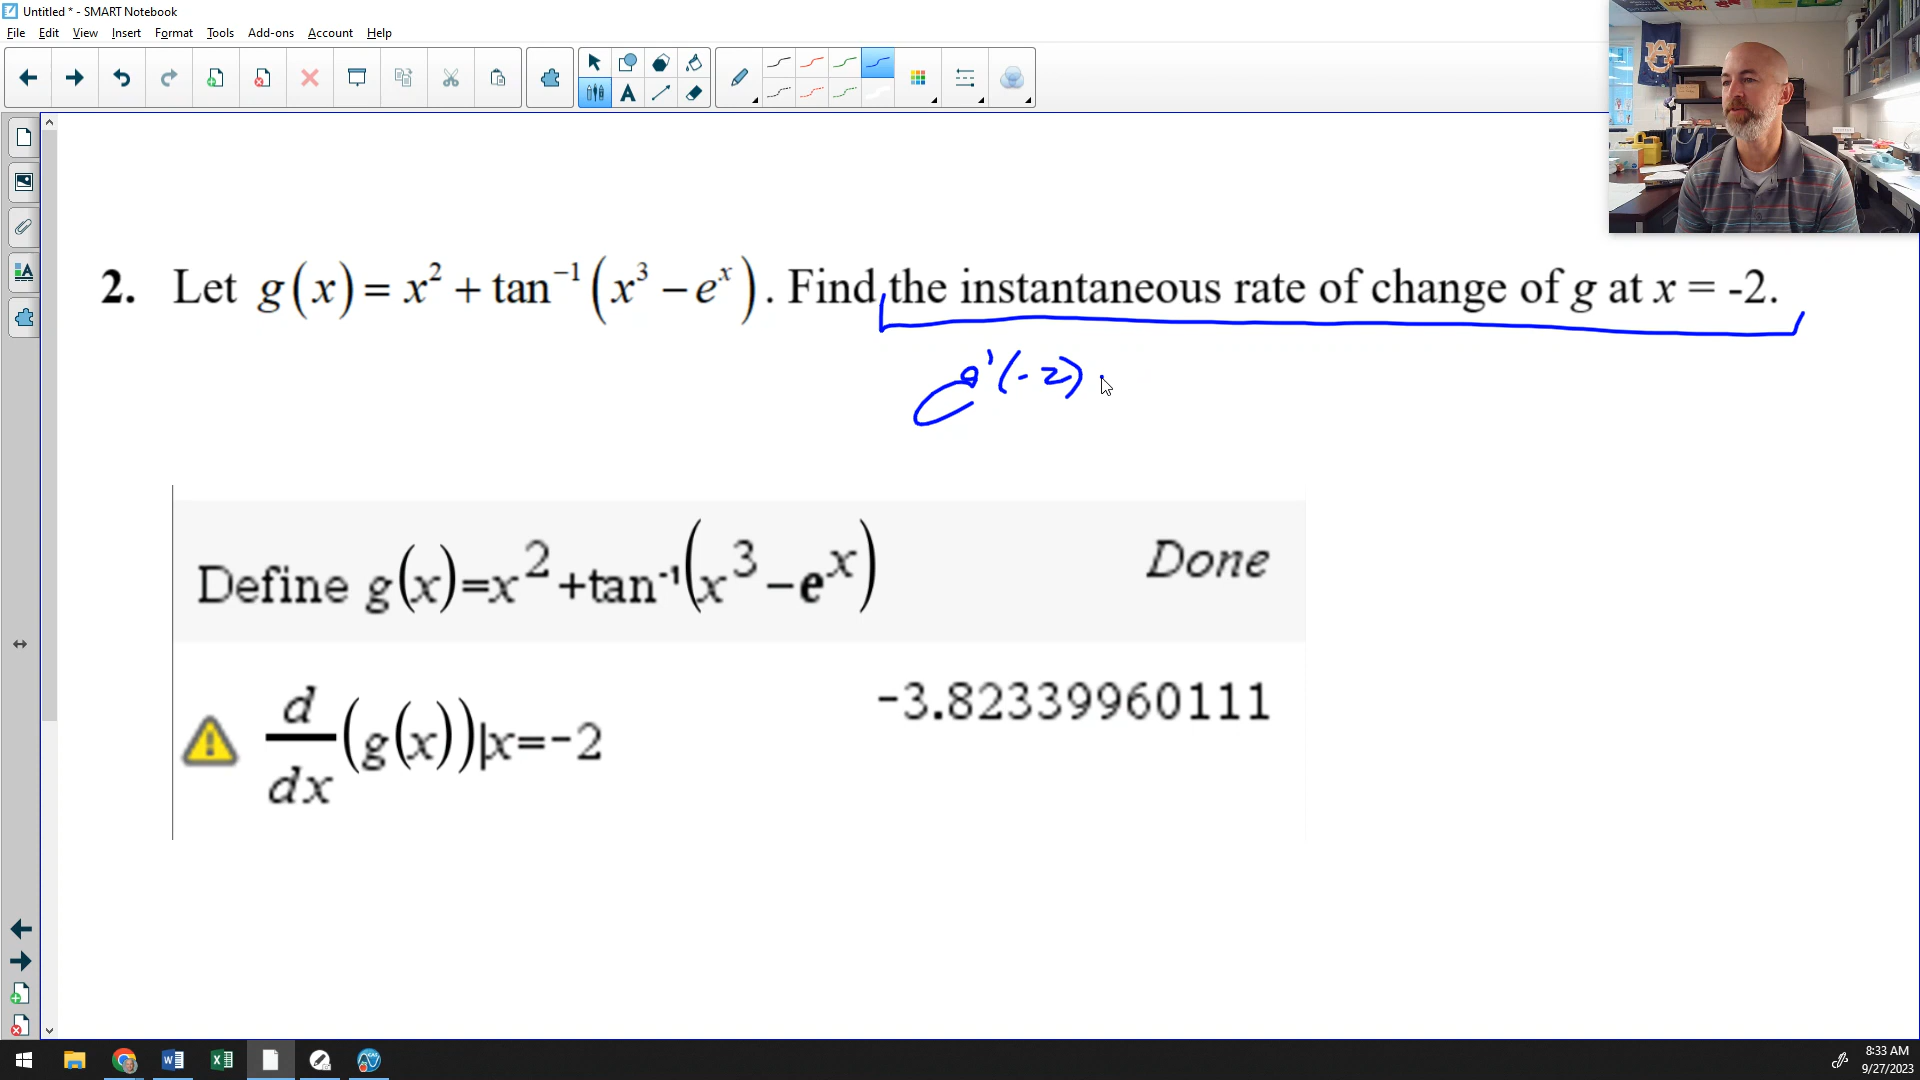 Untitled * - SMART Notebook
File Edit View Insert Format Tools Add-ons Account Help
2. Let g(x) = x² + tan⁻¹(x³ − eˣ). Find the instantaneous rate of change of g at x = -2.
g'(-2)
Define g(x)=x²+tan⁻¹(x³−eˣ) Done
d/dx(g(x))|x=−2 -3.82339960111
8:33 AM
9/27/2023